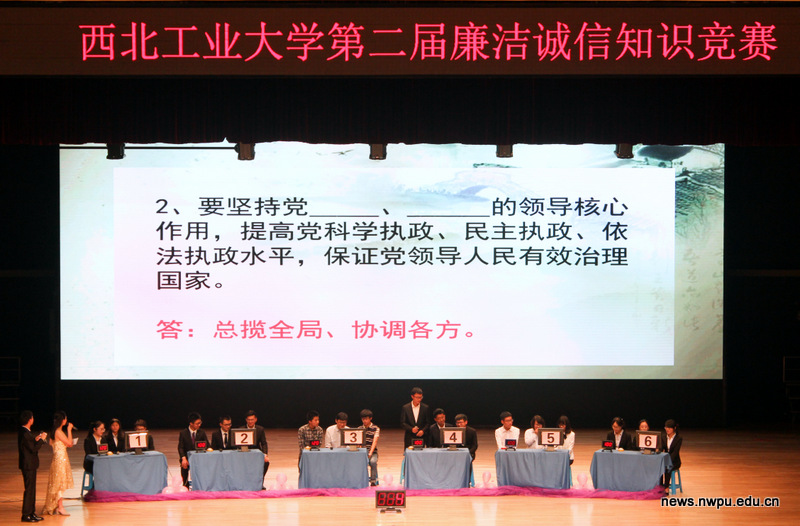 西北工业大学第二届廉洁诚信知识竞赛
2、要坚持党______、_______的领导核心
作用，提高党科学执政、民主执政、依
法执政水平，保证党领导人民有效治理
国家。
答：总揽全局、协调各方。
1
2
3
4
5
6
news.nwpu.edu.cn